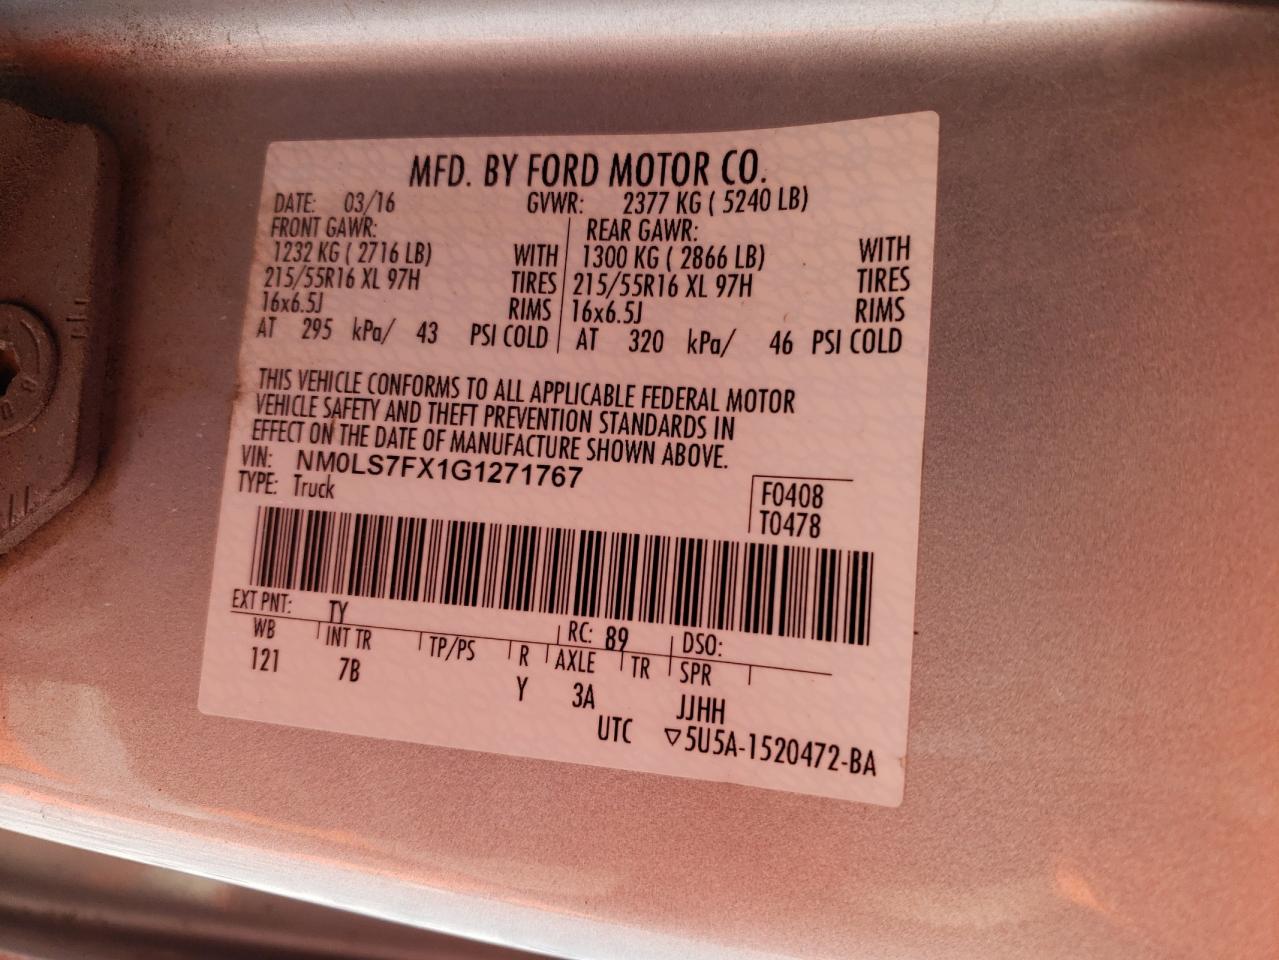 MFD. BY FORD MOTOR CO.
DATE: 03/16 GVWR: 2377 KG ( 5240 LB)
FRONT GAWR: REAR GAWR:
1232 KG ( 2716 LB) WITH 1300 KG ( 2866 LB) WITH
215/55R16 XL 97H TIRES 215/55R16 XL 97H TIRES
16x6.5J RIMS 16x6.5J RIMS
AT 295 kPa/ 43 PSI COLD AT 320 kPa/ 46 PSI COLD
THIS VEHICLE CONFORMS TO ALL APPLICABLE FEDERAL MOTOR
VEHICLE SAFETY AND THEFT PREVENTION STANDARDS IN
EFFECT ON THE DATE OF MANUFACTURE SHOWN ABOVE.
VIN: NM0LS7FX1G1271767
TYPE: Truck F0408
T0478
EXT PNT: TY RC: 89 DSO:
WB INT TR TP/PS R AXLE TR SPR
121 7B Y 3A JJHH
UTC ▽5U5A-1520472-BA